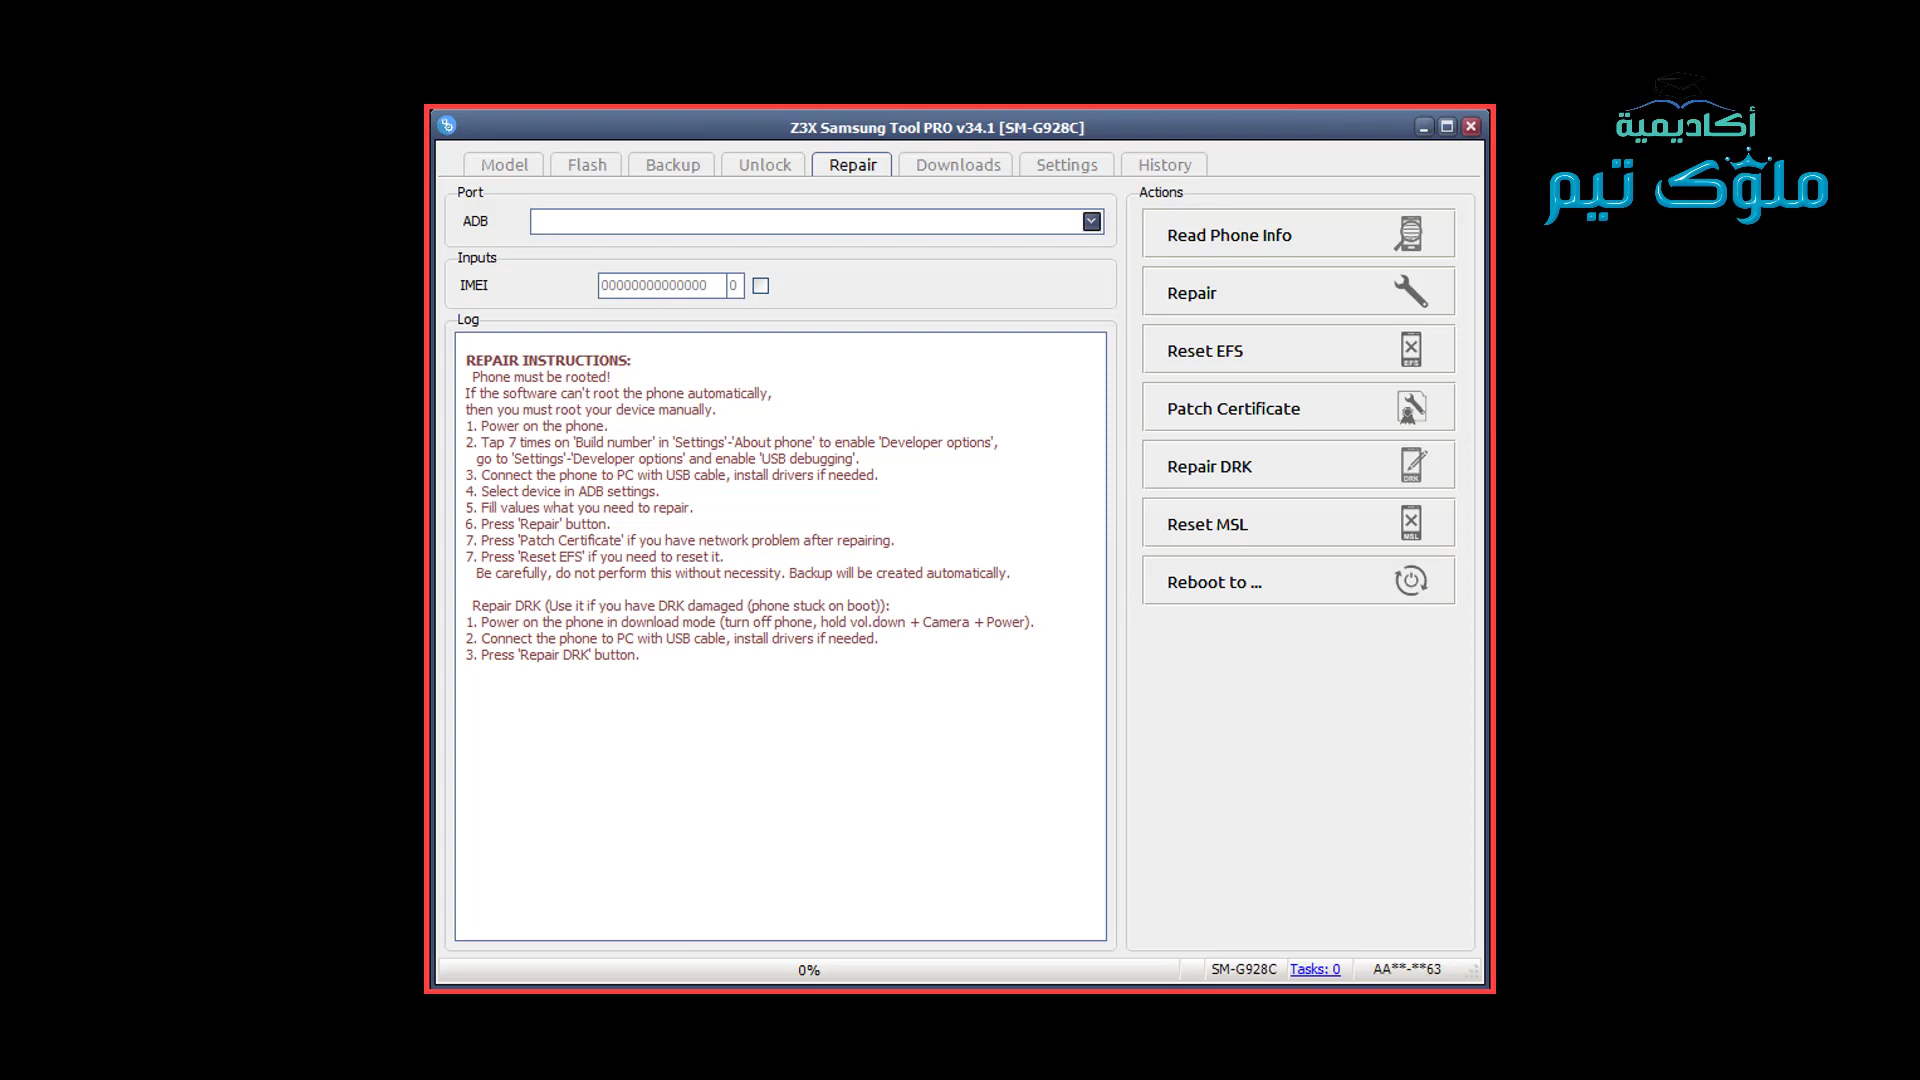 Z3X Samsung Tool PRO v34.1 [SM-G928C]
Model
Flash
Backup
Unlock
Repair
Downloads
Settings
History
Port
ADB
Inputs
IMEI
00000000000000
0
Log
REPAIR INSTRUCTIONS:
Phone must be rooted!
If the software can't root the phone automatically,
then you must root your device manually.
1. Power on the phone.
2. Tap 7 times on 'Build number' in 'Settings'-'About phone' to enable 'Developer options',
go to 'Settings'-'Developer options' and enable 'USB debugging'.
3. Connect the phone to PC with USB cable, install drivers if needed.
4. Select device in ADB settings.
5. Fill values what you need to repair.
6. Press 'Repair' button.
7. Press 'Patch Certificate' if you have network problem after repairing.
7. Press 'Reset EFS' if you need to reset it.
Be carefully, do not perform this without necessity. Backup will be created automatically.
Repair DRK (Use it if you have DRK damaged (phone stuck on boot)):
1. Power on the phone in download mode (turn off phone, hold vol.down + Camera + Power).
2. Connect the phone to PC with USB cable, install drivers if needed.
3. Press 'Repair DRK' button.
Actions
Read Phone Info
Repair
Reset EFS
EFS
Patch Certificate
Repair DRK
DRK
Reset MSL
MSL
Reboot to ...
0%
SM-G928C
Tasks: 0
AA**-**63
أكاديمية
ملوك تيم